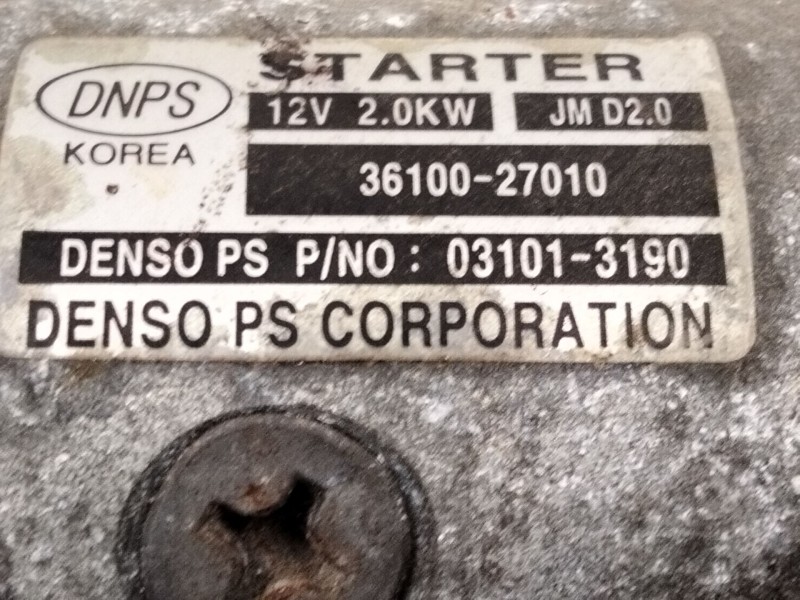 STARTER
DNPS
KOREA
12V 2.0KW JM D2.0
36100-27010
DENSO PS P/NO : 03101-3190
DENSO PS CORPORATION